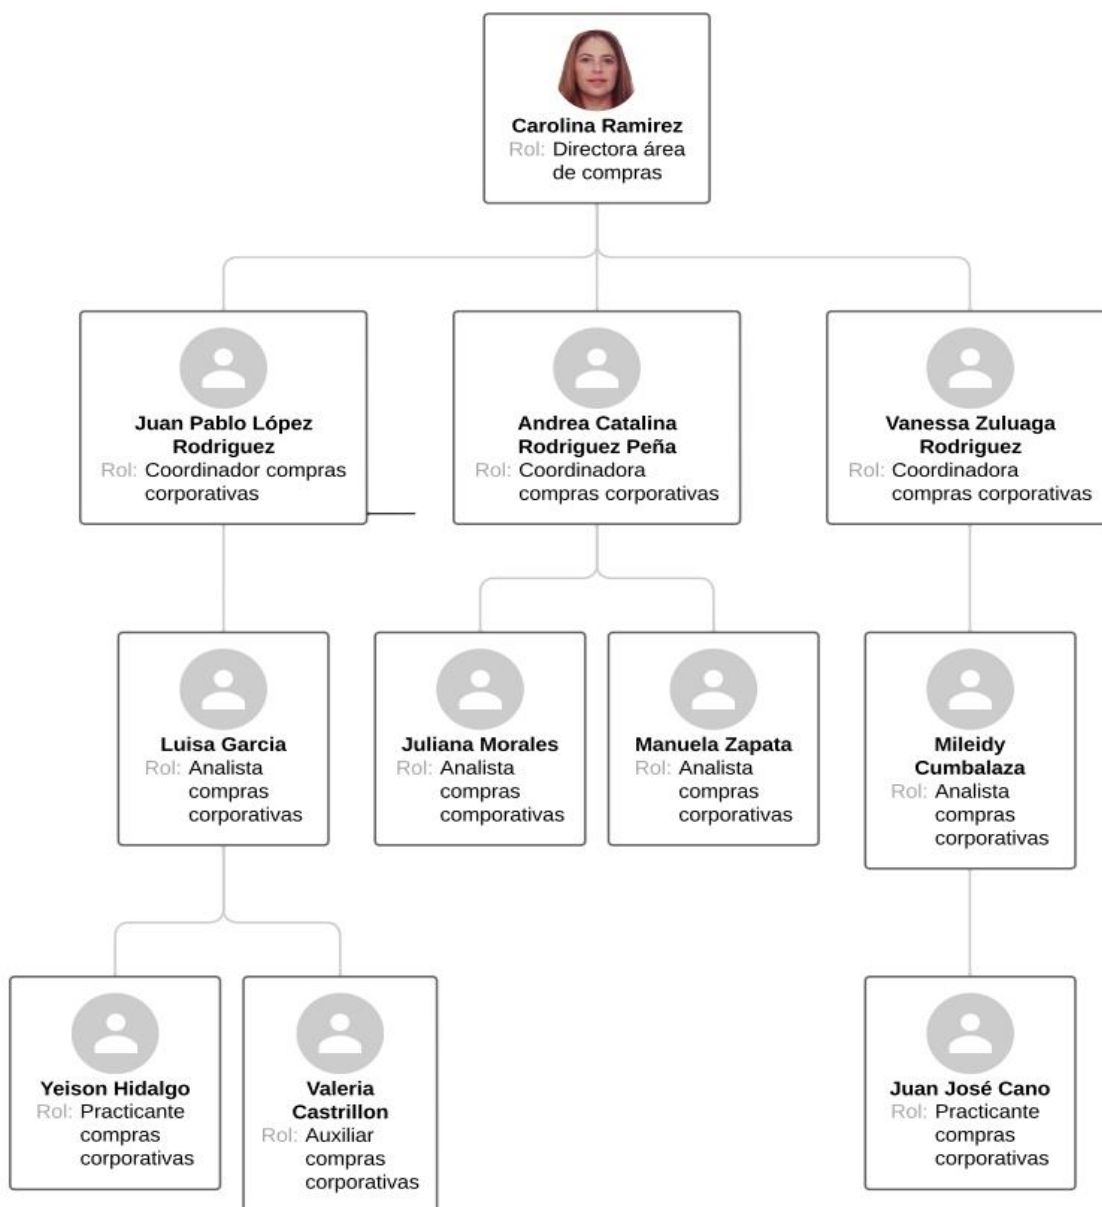 Carolina Ramirez
Rol: Directora área
de compras
Juan Pablo López
Rodriguez
Rol: Coordinador compras
corporativas
Andrea Catalina
Rodriguez Peña
Rol: Coordinadora
compras corporativas
Vanessa Zuluaga
Rodriguez
Rol: Coordinadora
compras corporativas
Luisa Garcia
Rol: Analista
compras
corporativas
Juliana Morales
Rol: Analista
compras
comporativas
Manuela Zapata
Rol: Analista
compras
corporativas
Mileidy
Cumbalaza
Rol: Analista
compras
corporativas
Yeison Hidalgo
Rol: Practicante
compras
corporativas
Valeria
Castrillon
Rol: Auxiliar
compras
corporativas
Juan José Cano
Rol: Practicante
compras
corporativas